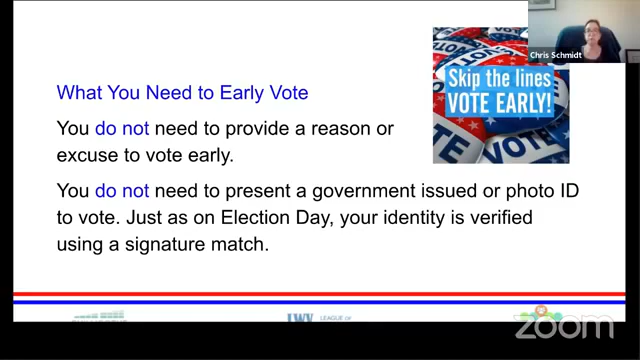 Chris Schmidt
Skip the lines
VOTE EARLY!
VOTE
What You Need to Early Vote
You do not need to provide a reason or
excuse to vote early.
You do not need to present a government issued or photo ID
to vote. Just as on Election Day, your identity is verified
using a signature match.
LWV LEAGUE OF
zoom